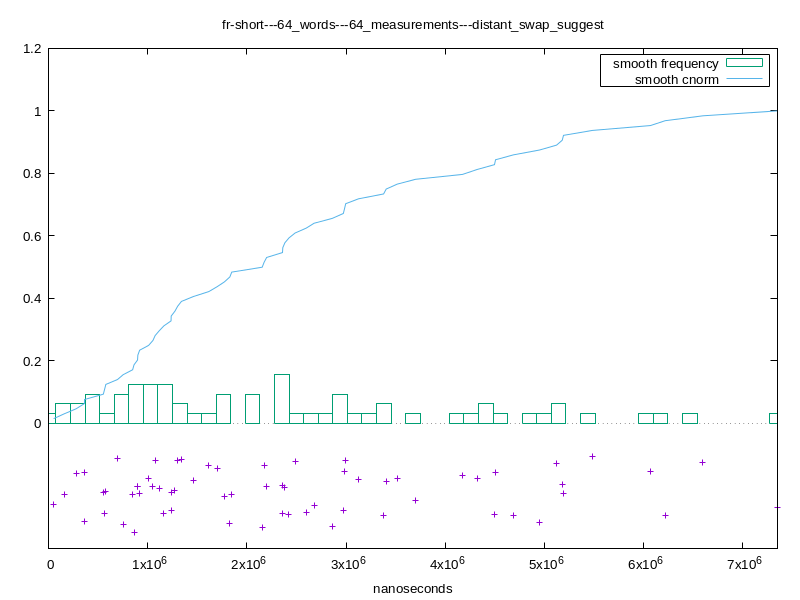 fr-short---64_words---64_measurements---distant_swap_suggest
1.2
smooth frequency
smooth cnorm
1
0.8
0.6
0.4
0.2
0
0 1x10^6 2x10^6 3x10^6 4x10^6 5x10^6 6x10^6 7x10^6
nanoseconds